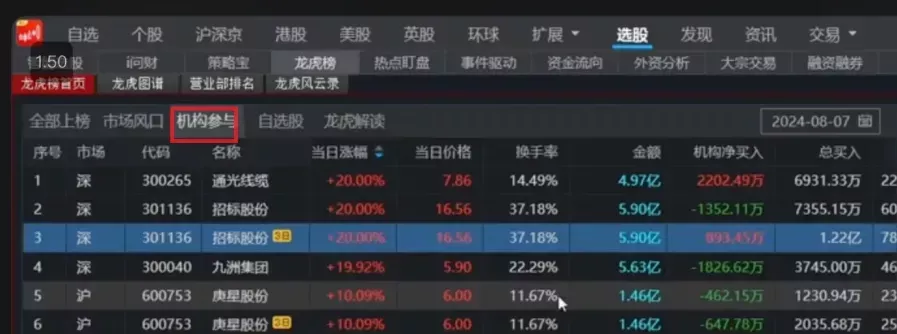 自选 个股 沪深京 港股 美股 英股 环球 扩展 选股 发现 资讯 交易
1.50 股 i问财 策略宝 龙虎榜 热点盯盘 事件驱动 资金流向 外资分析 大宗交易 融资融券
龙虎榜首页 龙虎图谱 营业部排名 龙虎风云录
全部上榜 市场风口 机构参与 自选股 龙虎解读 2024-08-07
序号 市场 代码 名称 当日涨幅 当日价格 换手率 金额 机构净买入 总买入
1 深 300265 通光线缆 +20.00% 7.86 14.49% 4.97亿 2202.49万 6931.33万 22
2 深 301136 招标股份 +20.00% 16.56 37.18% 5.90亿 -1352.11万 7355.15万 60
3 深 301136 招标股份 3日 +20.00% 16.56 37.18% 5.90亿 893.45万 1.22亿 78
4 深 300040 九洲集团 +19.92% 5.90 22.29% 5.63亿 -1826.62万 3745.00万 22
5 沪 600753 庚星股份 +10.09% 6.00 11.67% 1.46亿 -462.15万 1230.94万 22
6 沪 600753 庚星股份 3日 +10.09% 6.00 11.67% 1.46亿 -647.78万 2035.68万 27